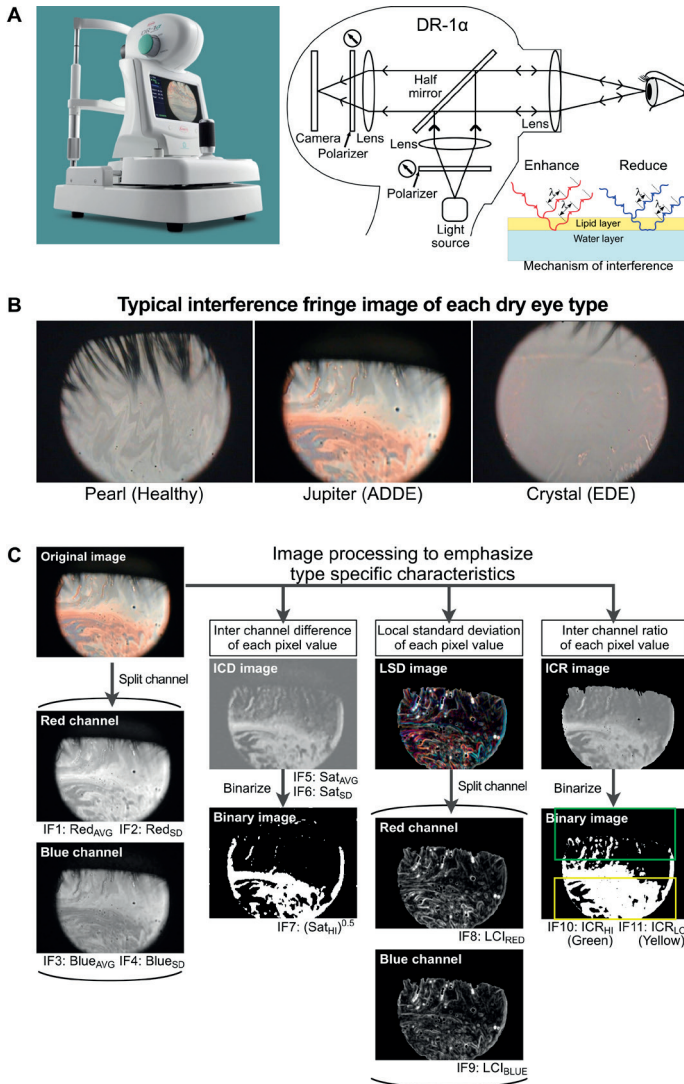 A
DR-1α
Half
mirror
Camera
Lens
Polarizer
Lens
Lens
Polarizer
Light
source
Enhance
Reduce
λ
λ
λ
λ
Lipid layer
Water layer
Mechanism of interference
B
Typical interference fringe image of each dry eye type
Pearl (Healthy)
Jupiter (ADDE)
Crystal (EDE)
C
Original image
Image processing to emphasize
type specific characteristics
Inter channel difference
of each pixel value
Local standard deviation
of each pixel value
Inter channel ratio
of each pixel value
Split channel
ICD image
LSD image
ICR image
Red channel
IF5: SatAVG
IF6: SatSD
Binarize
Split channel
Binarize
IF1: RedAVG IF2: RedSD
Binary image
Red channel
Binary image
Blue channel
IF7: (SatHI)0.5
IF8: LCIRED
IF10: ICRHI
(Green)
IF11: ICRLO
(Yellow)
IF3: BlueAVG IF4: BlueSD
Blue channel
IF9: LCIBLUE